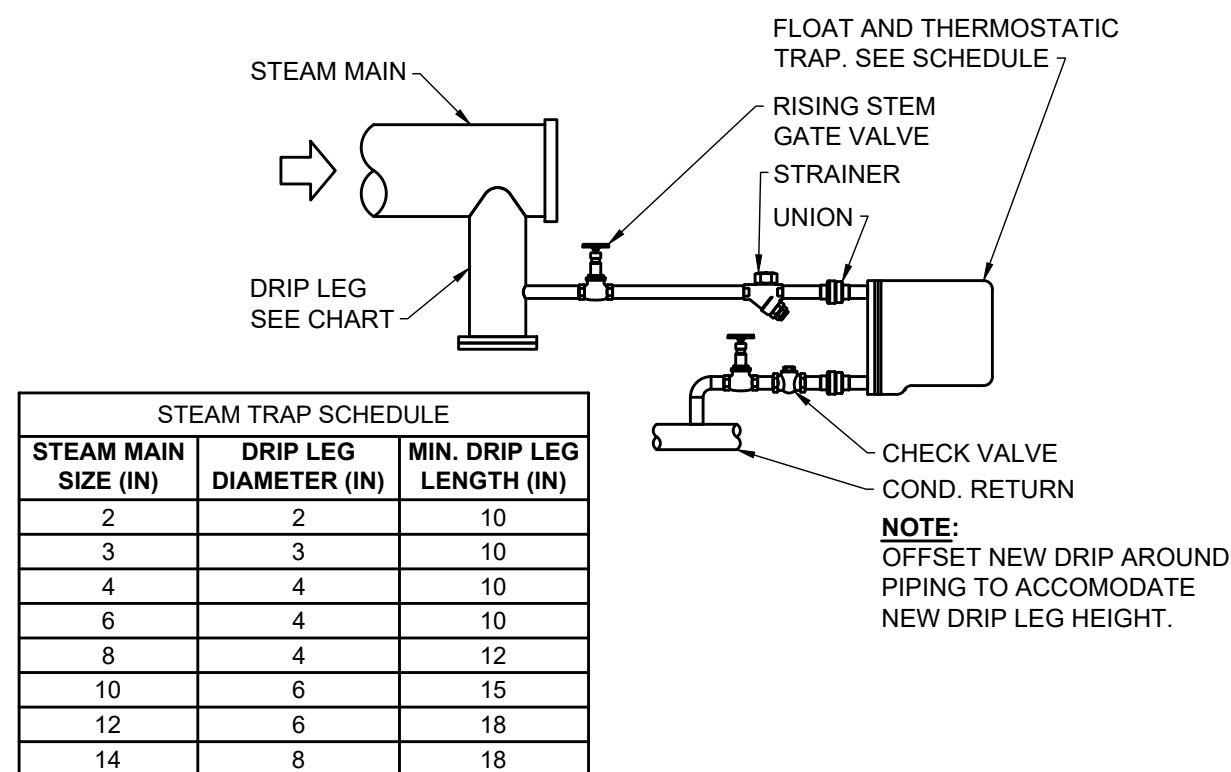 FLOAT AND THERMOSTATIC
TRAP. SEE SCHEDULE
STEAM MAIN
RISING STEM
GATE VALVE
STRAINER
UNION
DRIP LEG
SEE CHART
CHECK VALVE
COND. RETURN
NOTE:
OFFSET NEW DRIP AROUND
PIPING TO ACCOMODATE
NEW DRIP LEG HEIGHT.
STEAM TRAP SCHEDULE
STEAM MAIN SIZE (IN) DRIP LEG DIAMETER (IN) MIN. DRIP LEG LENGTH (IN)
2 2 10
3 3 10
4 4 10
6 4 10
8 4 12
10 6 15
12 6 18
14 8 18